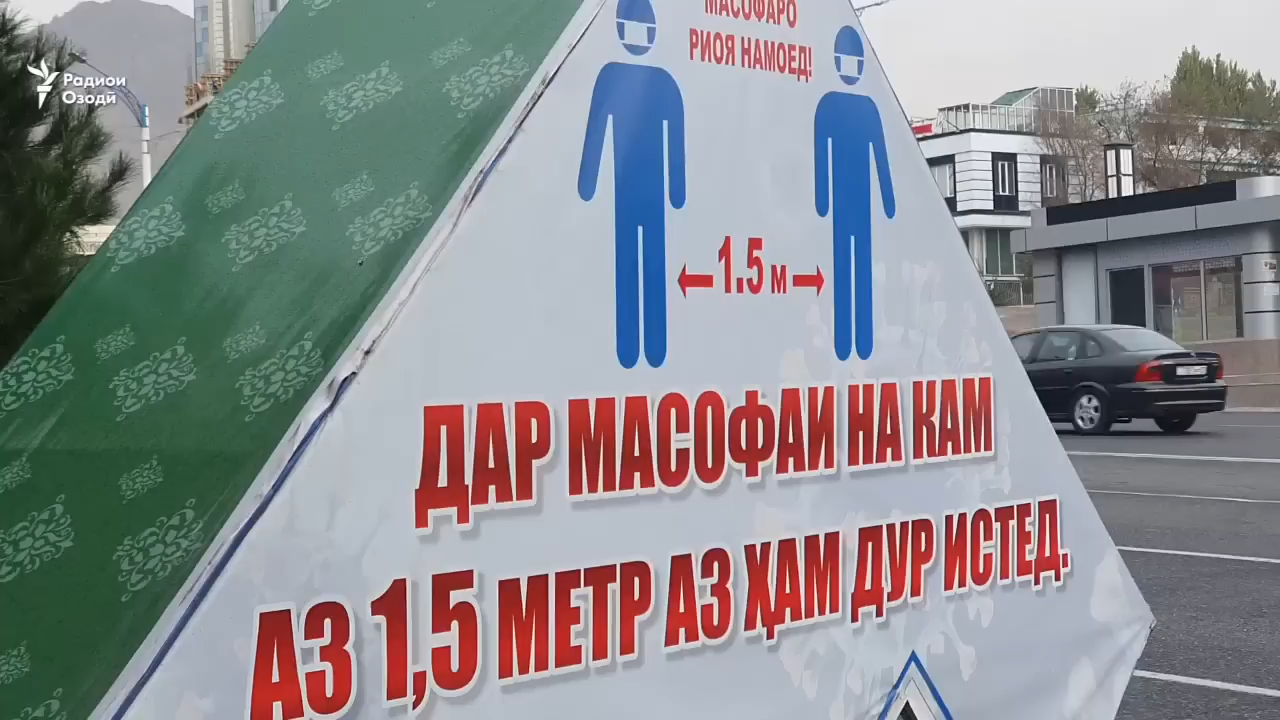 Радиои
Озодӣ
МАСОФАРО
РИОЯ НАМОЕД!
1.5 м
ДАР МАСОФАИ НА КАМ
АЗ 1,5 МЕТР АЗ ҲАМ ДУР ИСТЕД.